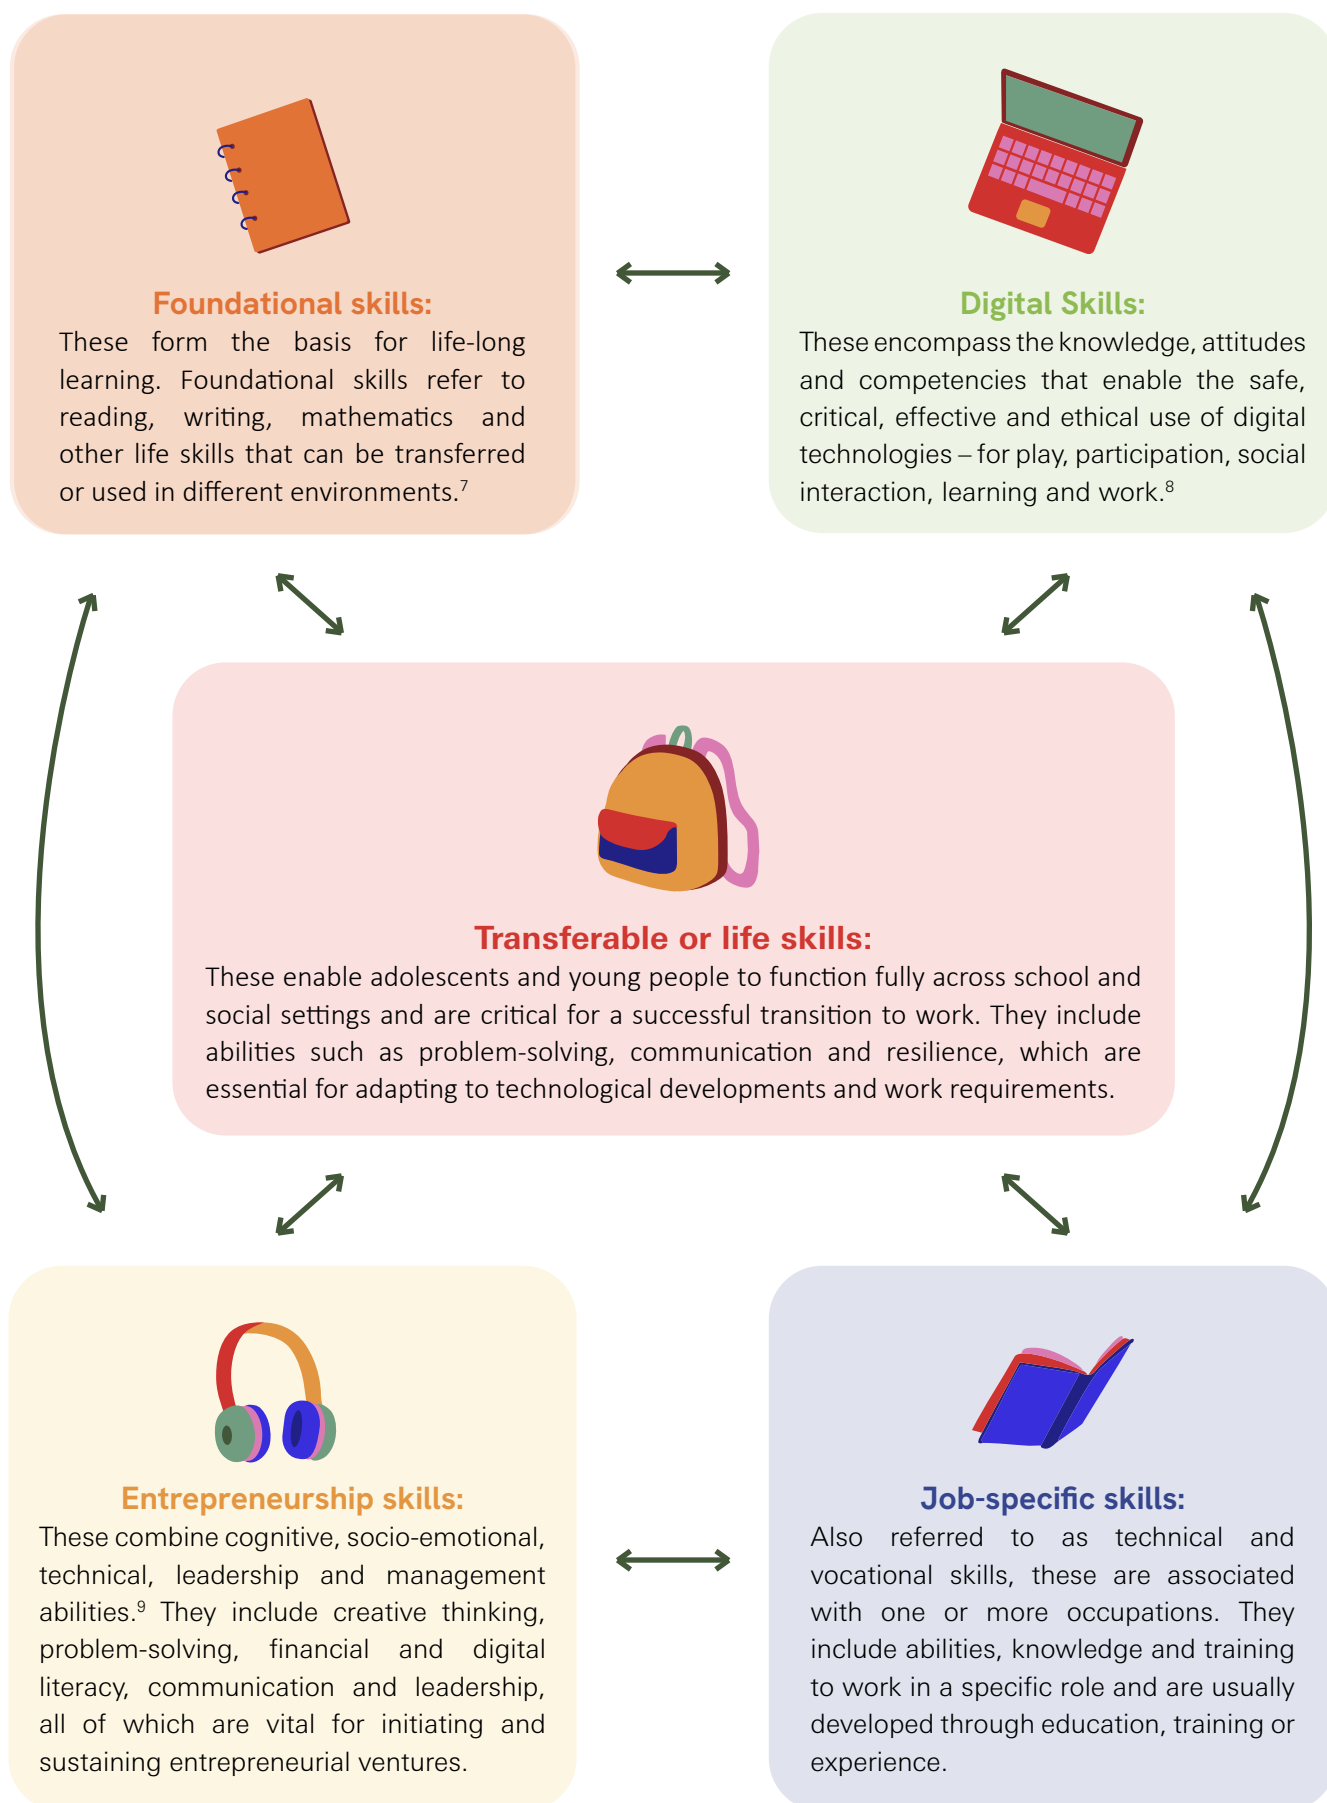 Foundational skills:
These form the basis for life-long
learning. Foundational skills refer to
reading, writing, mathematics and
other life skills that can be transferred
or used in different environments.⁷
Digital Skills:
These encompass the knowledge, attitudes
and competencies that enable the safe,
critical, effective and ethical use of digital
technologies – for play, participation, social
interaction, learning and work.⁸
Transferable or life skills:
These enable adolescents and young people to function fully across school and
social settings and are critical for a successful transition to work. They include
abilities such as problem-solving, communication and resilience, which are
essential for adapting to technological developments and work requirements.
Entrepreneurship skills:
These combine cognitive, socio-emotional,
technical, leadership and management
abilities.⁹ They include creative thinking,
problem-solving, financial and digital
literacy, communication and leadership,
all of which are vital for initiating and
sustaining entrepreneurial ventures.
Job-specific skills:
Also referred to as technical and
vocational skills, these are associated
with one or more occupations. They
include abilities, knowledge and training
to work in a specific role and are usually
developed through education, training or
experience.